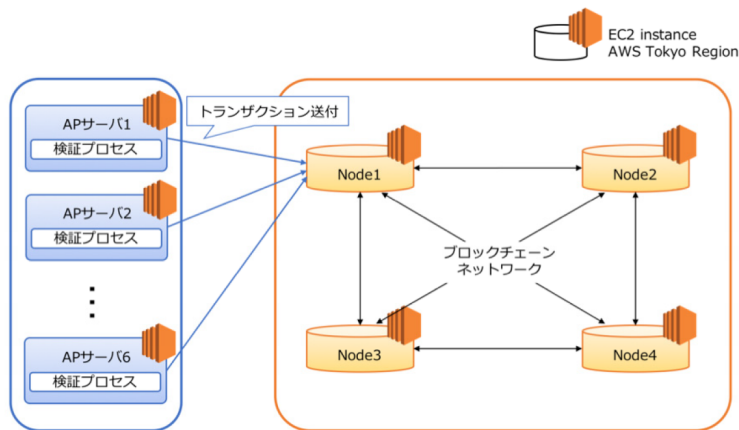 EC2 instance
AWS Tokyo Region
APサーバ1
検証プロセス
トランザクション送付
APサーバ2
検証プロセス
APサーバ6
検証プロセス
Node1
Node2
ブロックチェーン
ネットワーク
Node3
Node4